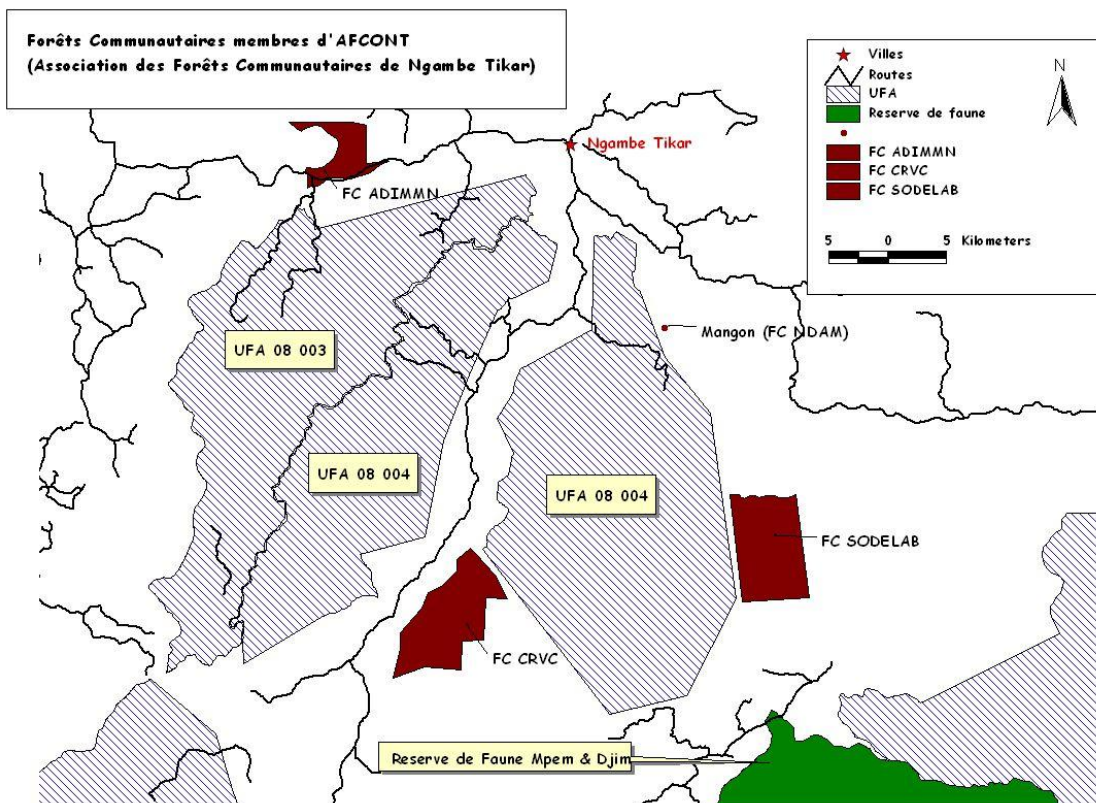 Forêts Communautaires membres d'AFCONT
(Association des Forêts Communautaires de Ngambe Tikar)
Villes
Routes
UFA
Reserve de faune
FC ADIMMN
FC CRVC
FC SODELAB
5 0 5 Kilometers
N
Ngambe Tikar
FC ADIMMN
Mangon (FC NDAM)
UFA 08 003
UFA 08 004
UFA 08 004
FC SODELAB
FC CRVC
Reserve de Faune Mpem & Djim